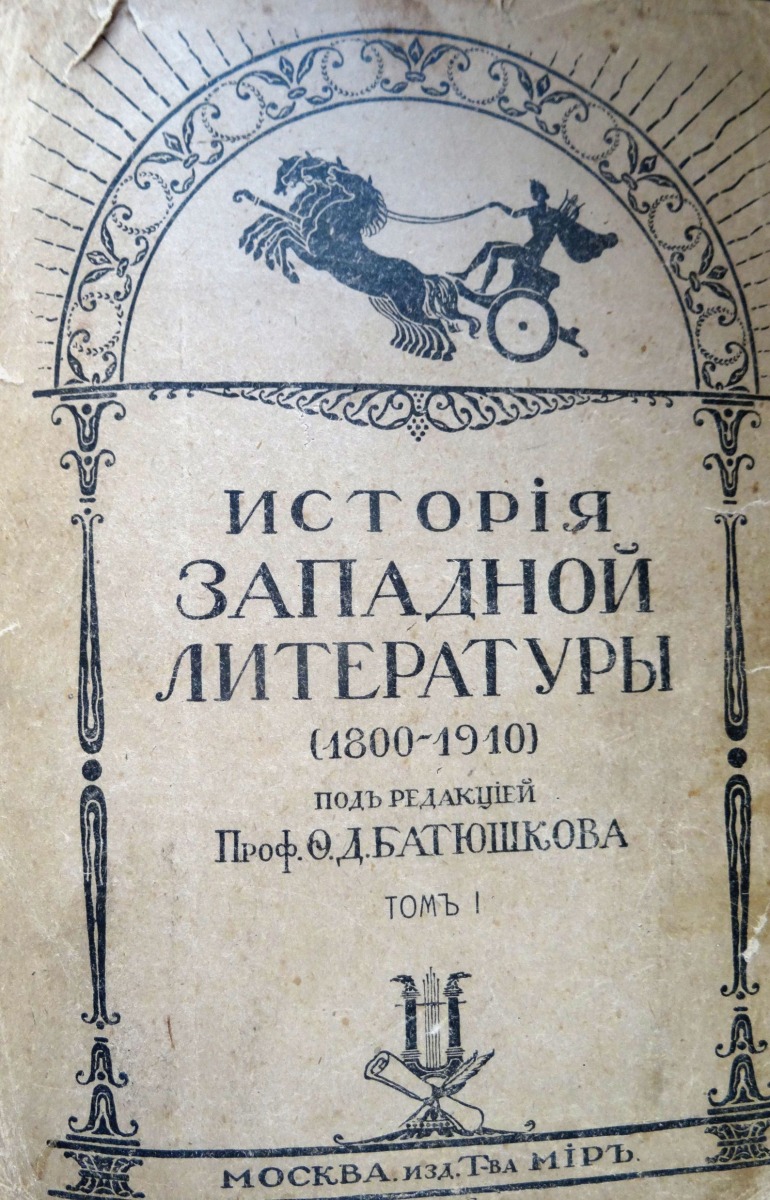 ИСТОРІЯ
ЗАПАДНОЙ
ЛИТЕРАТУРЫ
(1800-1910)
ПОДЪ РЕДАКЦІЕЙ
Проф. Ѳ. Д. БАТЮШКОВА
ТОМЪ I
МОСКВА. ИЗД. Т-ВА МІРЪ.